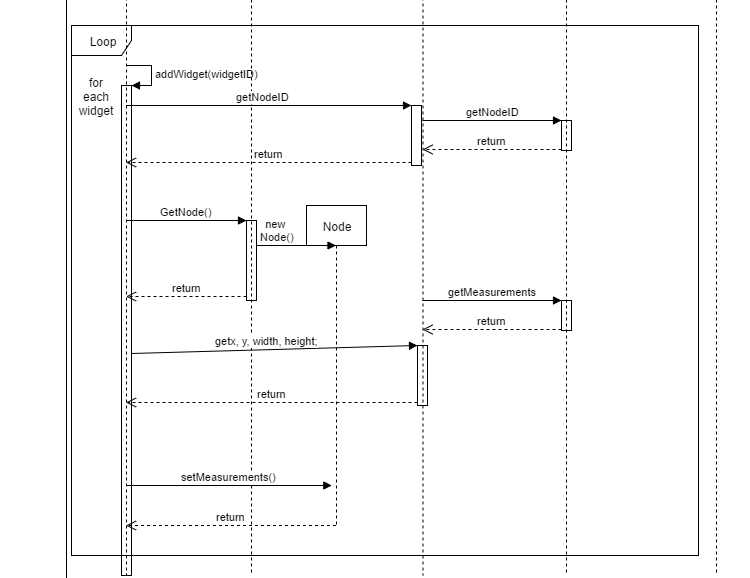 Loop
for
each
widget
addWidget(widgetID)
getNodeID
getNodeID
return
return
GetNode()
new
Node()
Node
return
getMeasurements
return
getx, y, width, height;
return
setMeasurements()
return